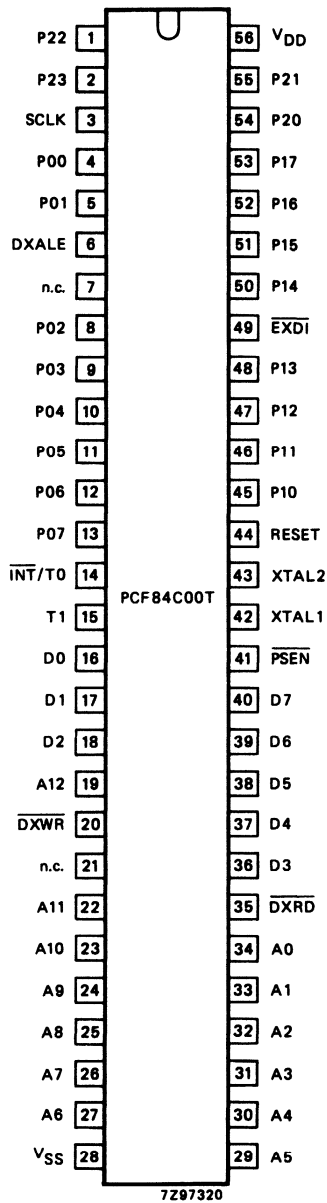 P22 1 56 VDD
P23 2 55 P21
SCLK 3 54 P20
P00 4 53 P17
P01 5 52 P16
DXALE 6 51 P15
n.c. 7 50 P14
P02 8 49 E̅X̅D̅I̅
P03 9 48 P13
P04 10 47 P12
P05 11 46 P11
P06 12 45 P10
P07 13 44 RESET
I̅N̅T̅/T0 14 43 XTAL2
PCF84C00T
T1 15 42 XTAL1
D0 16 41 P̅S̅E̅N̅
D1 17 40 D7
D2 18 39 D6
A12 19 38 D5
D̅X̅W̅R̅ 20 37 D4
n.c. 21 36 D3
A11 22 35 D̅X̅R̅D̅
A10 23 34 A0
A9 24 33 A1
A8 25 32 A2
A7 26 31 A3
A6 27 30 A4
VSS 28 29 A5
7Z97320